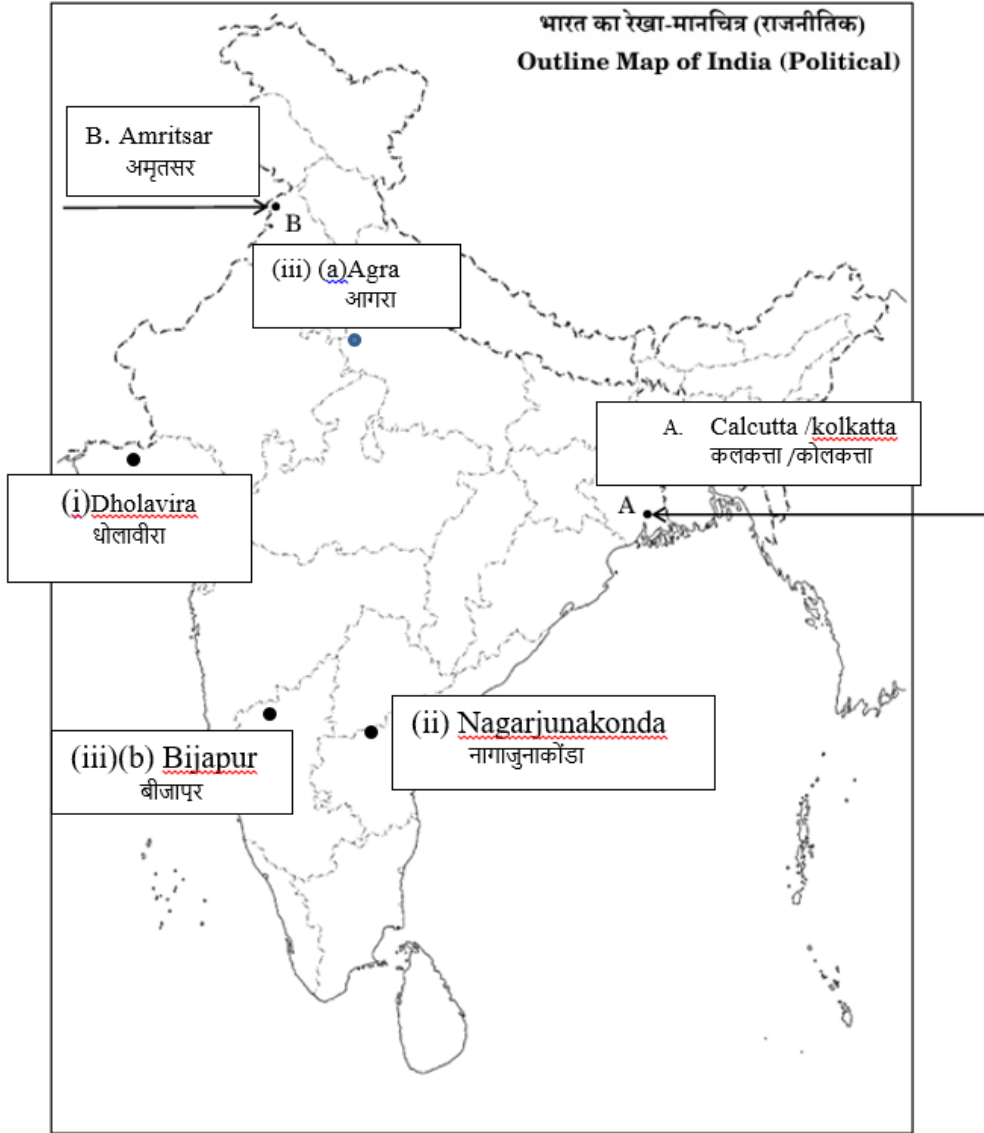 भारत का रेखा-मानचित्र (राजनीतिक)
Outline Map of India (Political)
B. Amritsar
अमृतसर
B
(iii) (a)Agra
आगरा
A. Calcutta /kolkatta
कलकत्ता /कोलकत्ता
A
(i)Dholavira
धोलावीरा
(ii) Nagarjunakonda
नागाजुनाकोंडा
(iii)(b) Bijapur
बीजापुर